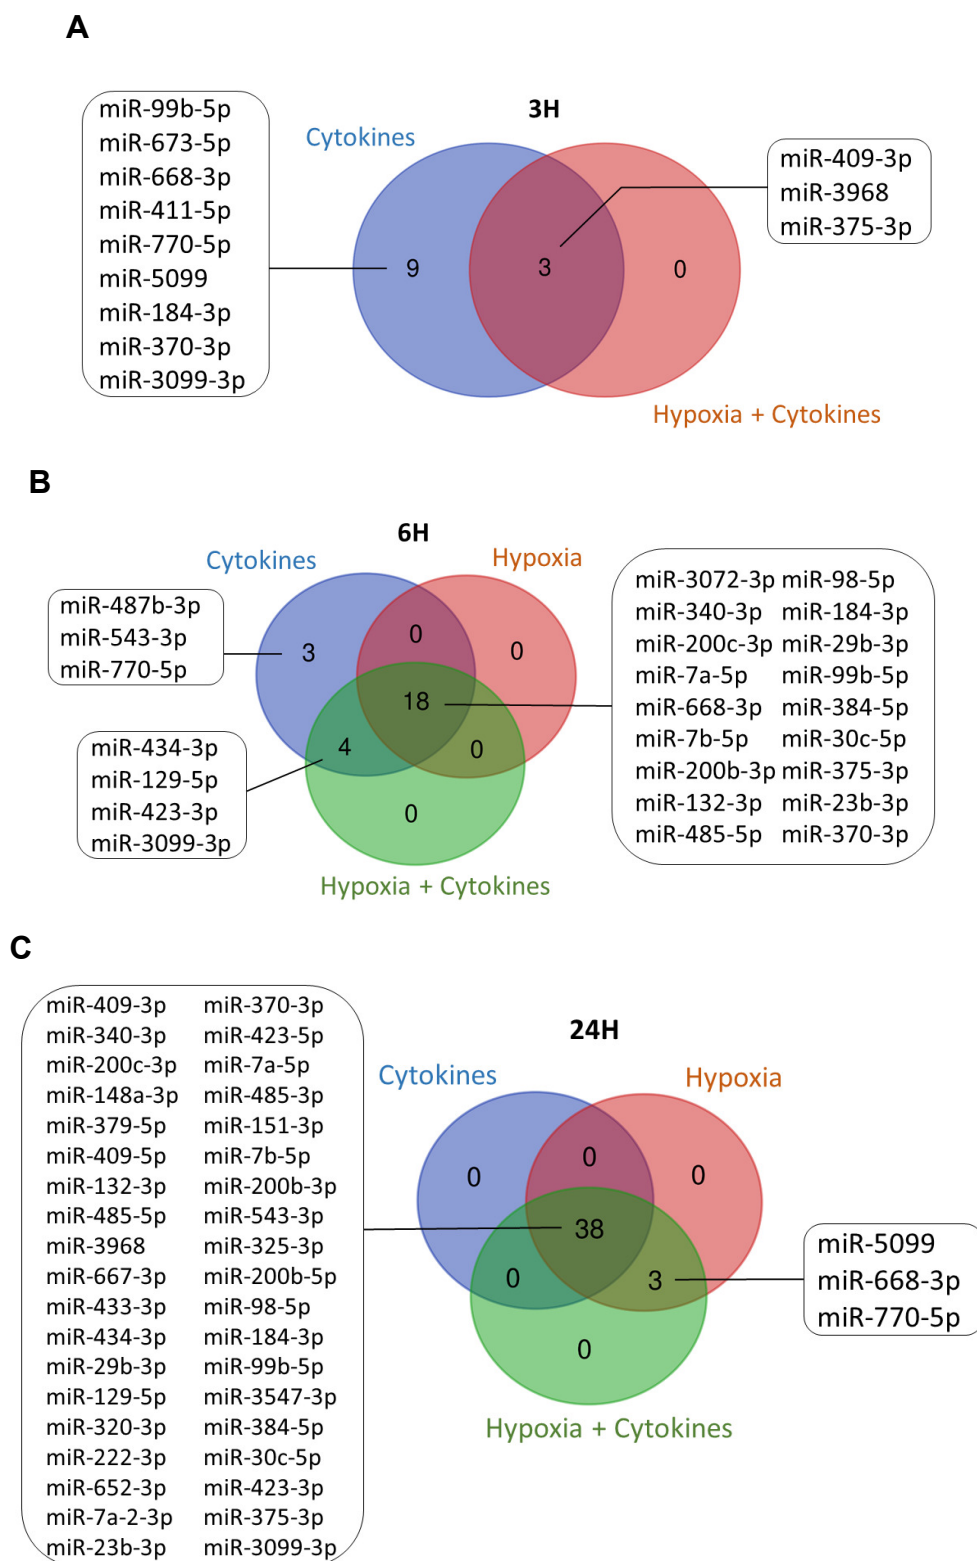 A
3H
Cytokines
miR-99b-5p
miR-673-5p
miR-668-3p
miR-411-5p
miR-770-5p
miR-5099
miR-184-3p
miR-370-3p
miR-3099-3p
9
3
0
miR-409-3p
miR-3968
miR-375-3p
Hypoxia + Cytokines
B
6H
Cytokines
Hypoxia
miR-487b-3p
miR-543-3p
miR-770-5p
miR-434-3p
miR-129-5p
miR-423-3p
miR-3099-3p
3
0
0
18
4
0
0
miR-3072-3p miR-98-5p
miR-340-3p miR-184-3p
miR-200c-3p miR-29b-3p
miR-7a-5p miR-99b-5p
miR-668-3p miR-384-5p
miR-7b-5p miR-30c-5p
miR-200b-3p miR-375-3p
miR-132-3p miR-23b-3p
miR-485-5p miR-370-3p
Hypoxia + Cytokines
C
24H
Cytokines
Hypoxia
miR-409-3p miR-370-3p
miR-340-3p miR-423-5p
miR-200c-3p miR-7a-5p
miR-148a-3p miR-485-3p
miR-379-5p miR-151-3p
miR-409-5p miR-7b-5p
miR-132-3p miR-200b-3p
miR-485-5p miR-543-3p
miR-3968 miR-325-3p
miR-667-3p miR-200b-5p
miR-433-3p miR-98-5p
miR-434-3p miR-184-3p
miR-29b-3p miR-99b-5p
miR-129-5p miR-3547-3p
miR-320-3p miR-384-5p
miR-222-3p miR-30c-5p
miR-652-3p miR-423-3p
miR-7a-2-3p miR-375-3p
miR-23b-3p miR-3099-3p
0
0
0
38
0
3
0
miR-5099
miR-668-3p
miR-770-5p
Hypoxia + Cytokines